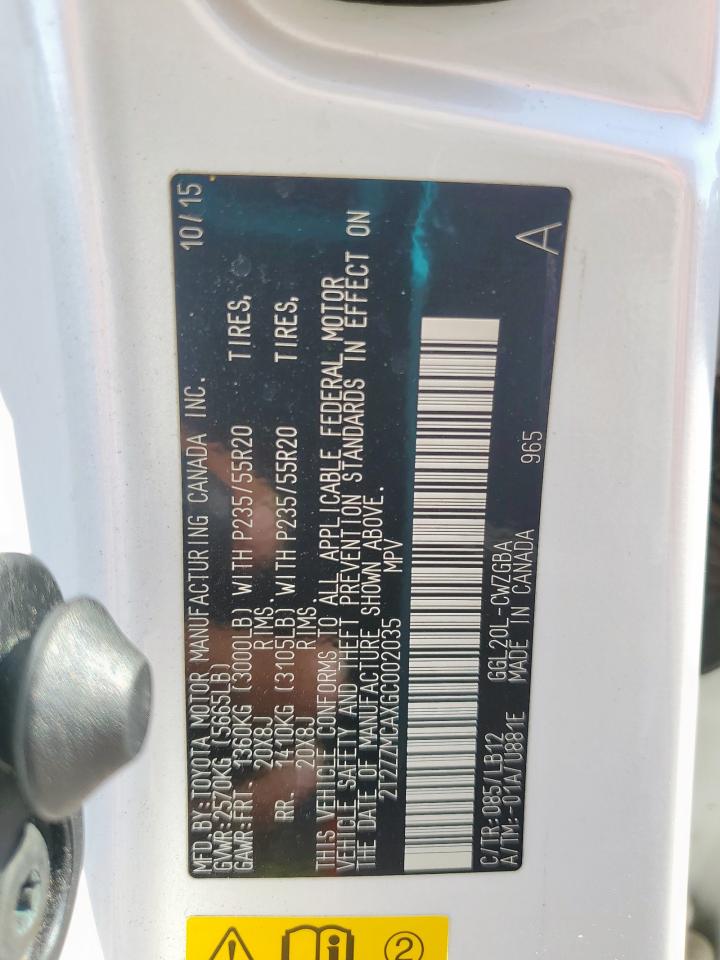 MFD. BY: TOYOTA MOTOR MANUFACTURING CANADA INC. 10/15
GVWR: 2570KG (5665LB)
GAWR: FRT. 1360KG (3000LB) WITH P235/55R20 TIRES,
20X8J RIMS.
RR. 1410KG (3105LB) WITH P235/55R20 TIRES,
20X8J RIMS.
THIS VEHICLE CONFORMS TO ALL APPLICABLE FEDERAL MOTOR
VEHICLE SAFETY AND THEFT PREVENTION STANDARDS IN EFFECT ON
THE DATE OF MANUFACTURE SHOWN ABOVE.
2T2ZZMCAXGC002035 MPV
C/TR: 085/LB12 GGL20L-CWZGBA A
A/TM: -01A/U881E MADE IN CANADA 965
2